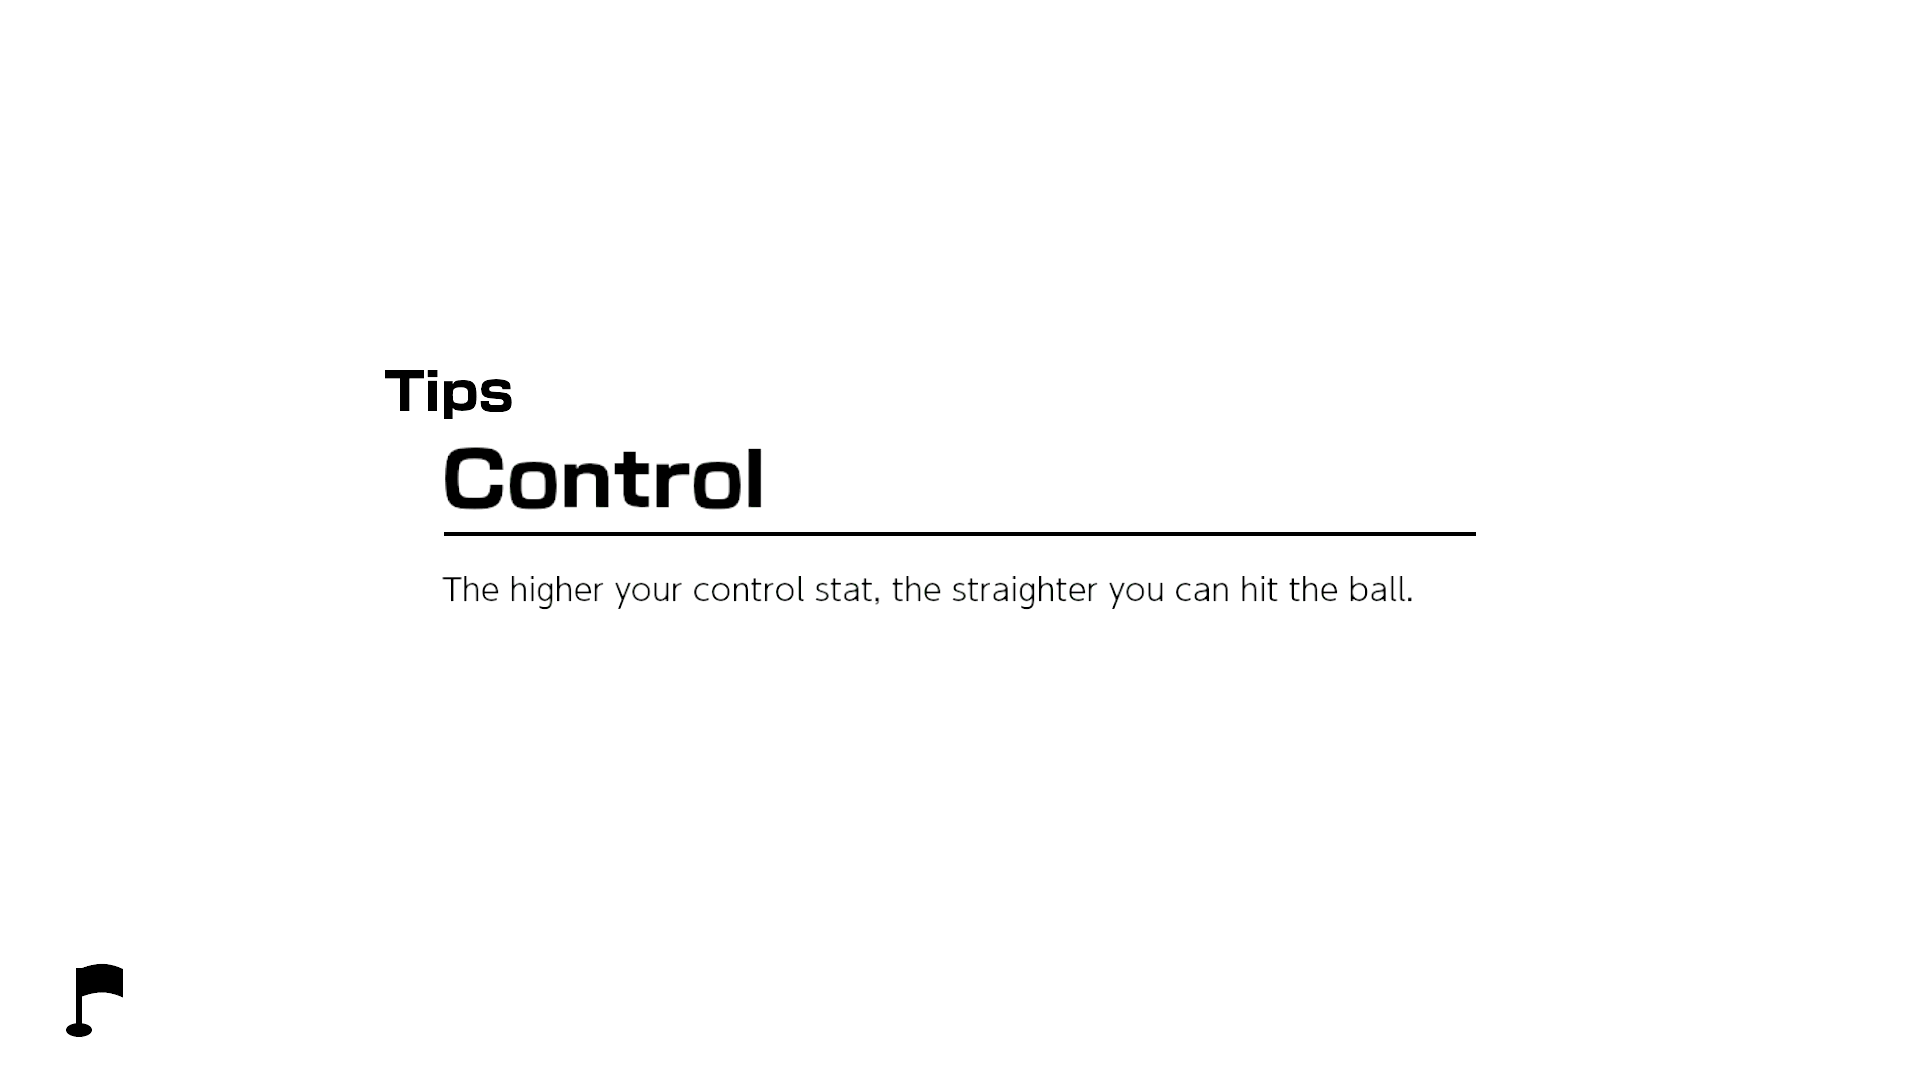 Tips
Control
The higher your control stat, the straighter you can hit the ball.